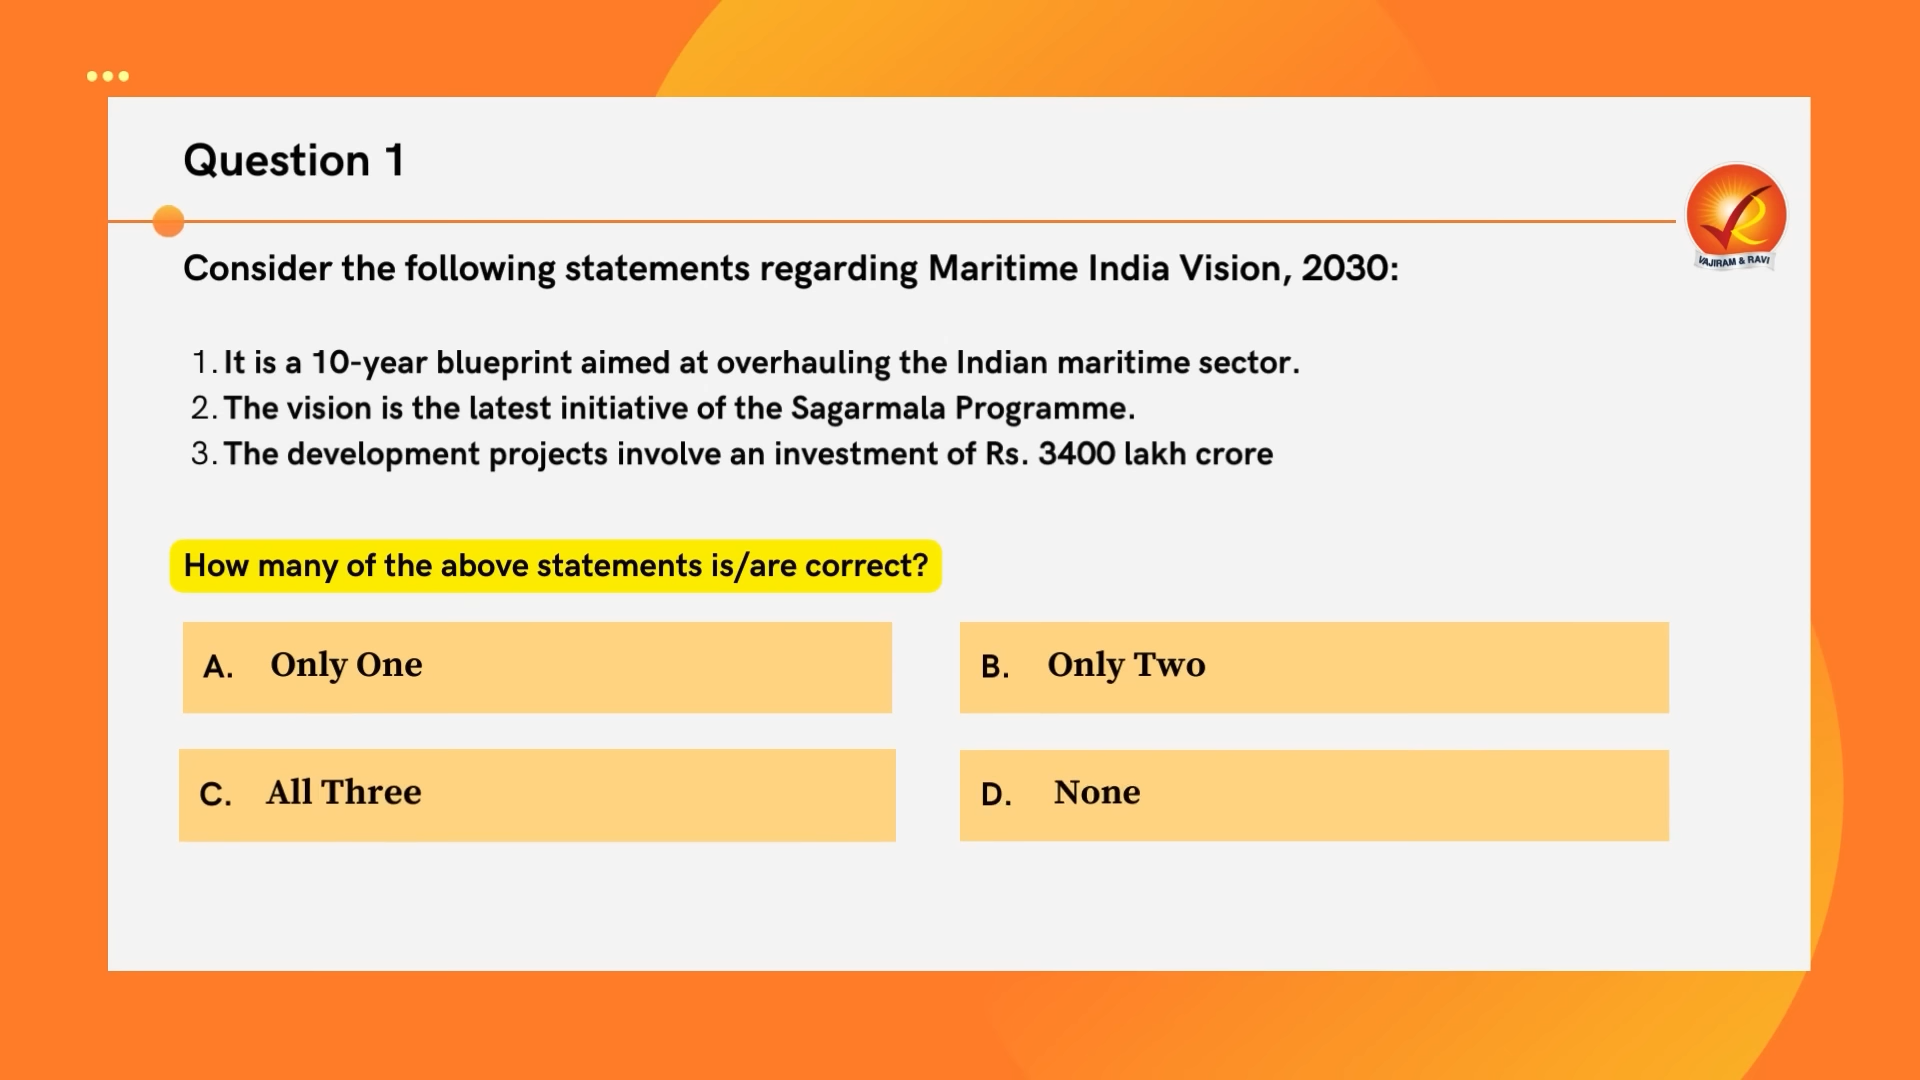 Question 1
VAJIRAM & RAVI
Consider the following statements regarding Maritime India Vision, 2030:
1. It is a 10-year blueprint aimed at overhauling the Indian maritime sector.
2. The vision is the latest initiative of the Sagarmala Programme.
3. The development projects involve an investment of Rs. 3400 lakh crore
How many of the above statements is/are correct?
A. Only One
B. Only Two
C. All Three
D. None